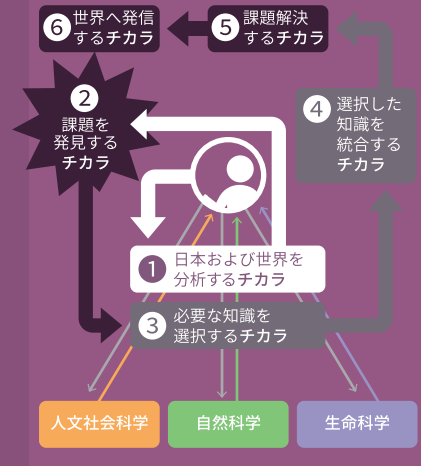 6 世界へ発信
するチカラ
5 課題解決
するチカラ
2
課題を
発見する
チカラ
4 選択した
知識を
統合する
チカラ
1 日本および世界を
分析するチカラ
3 必要な知識を
選択するチカラ
人文社会科学
自然科学
生命科学